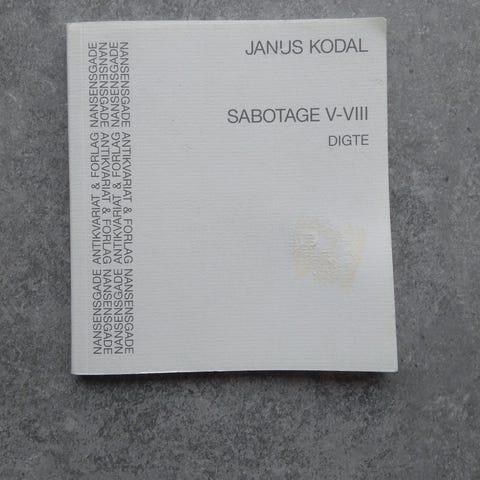 JANUS KODAL
SABOTAGE V-VIII
DIGTE
NANSENSGADE ANTIKVARIAT & FORLAG NANSENSGADE
NANSENSGADE ANTIKVARIAT & FORLAG NANSENSGADE
NANSENSGADE ANTIKVARIAT & FORLAG NANSENSGADE